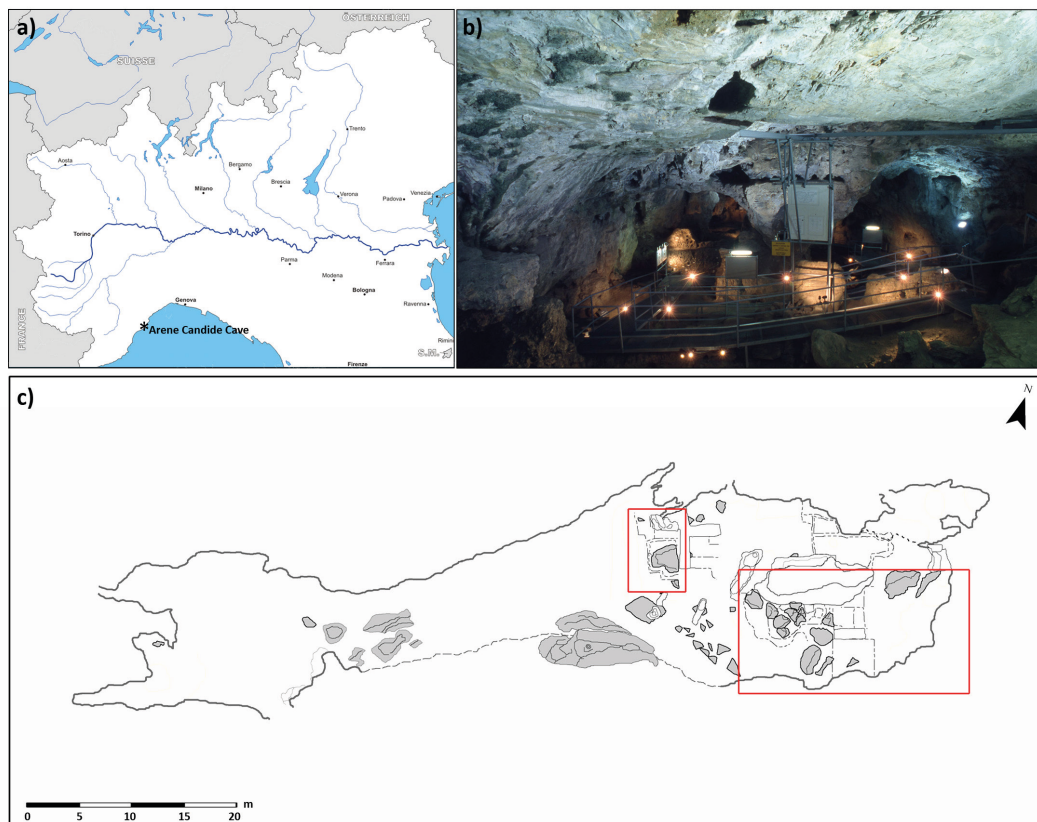 a)
ÖSTERREICH
SUISSE
Trento
Aosta
Bergamo
Milano
Brescia
Verona
Venezia
Padova
Torino
Parma
Ferrara
Modena
Bologna
Genova
Ravenna
FRANCE
*Arene Candide Cave
Rimin
S.M.
Firenze
b)
c)
N
m
0 5 10 15 20